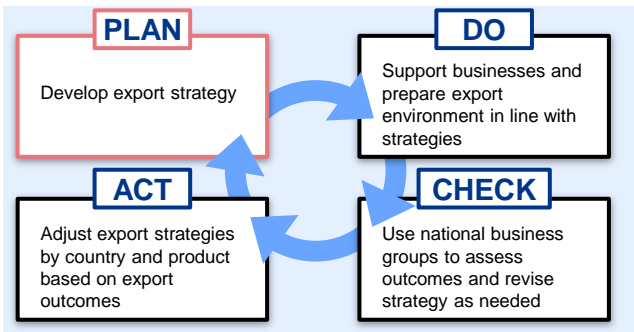 PLAN
Develop export strategy
DO
Support businesses and
prepare export
environment in line with
strategies
ACT
Adjust export strategies
by country and product
based on export
outcomes
CHECK
Use national business
groups to assess
outcomes and revise
strategy as needed